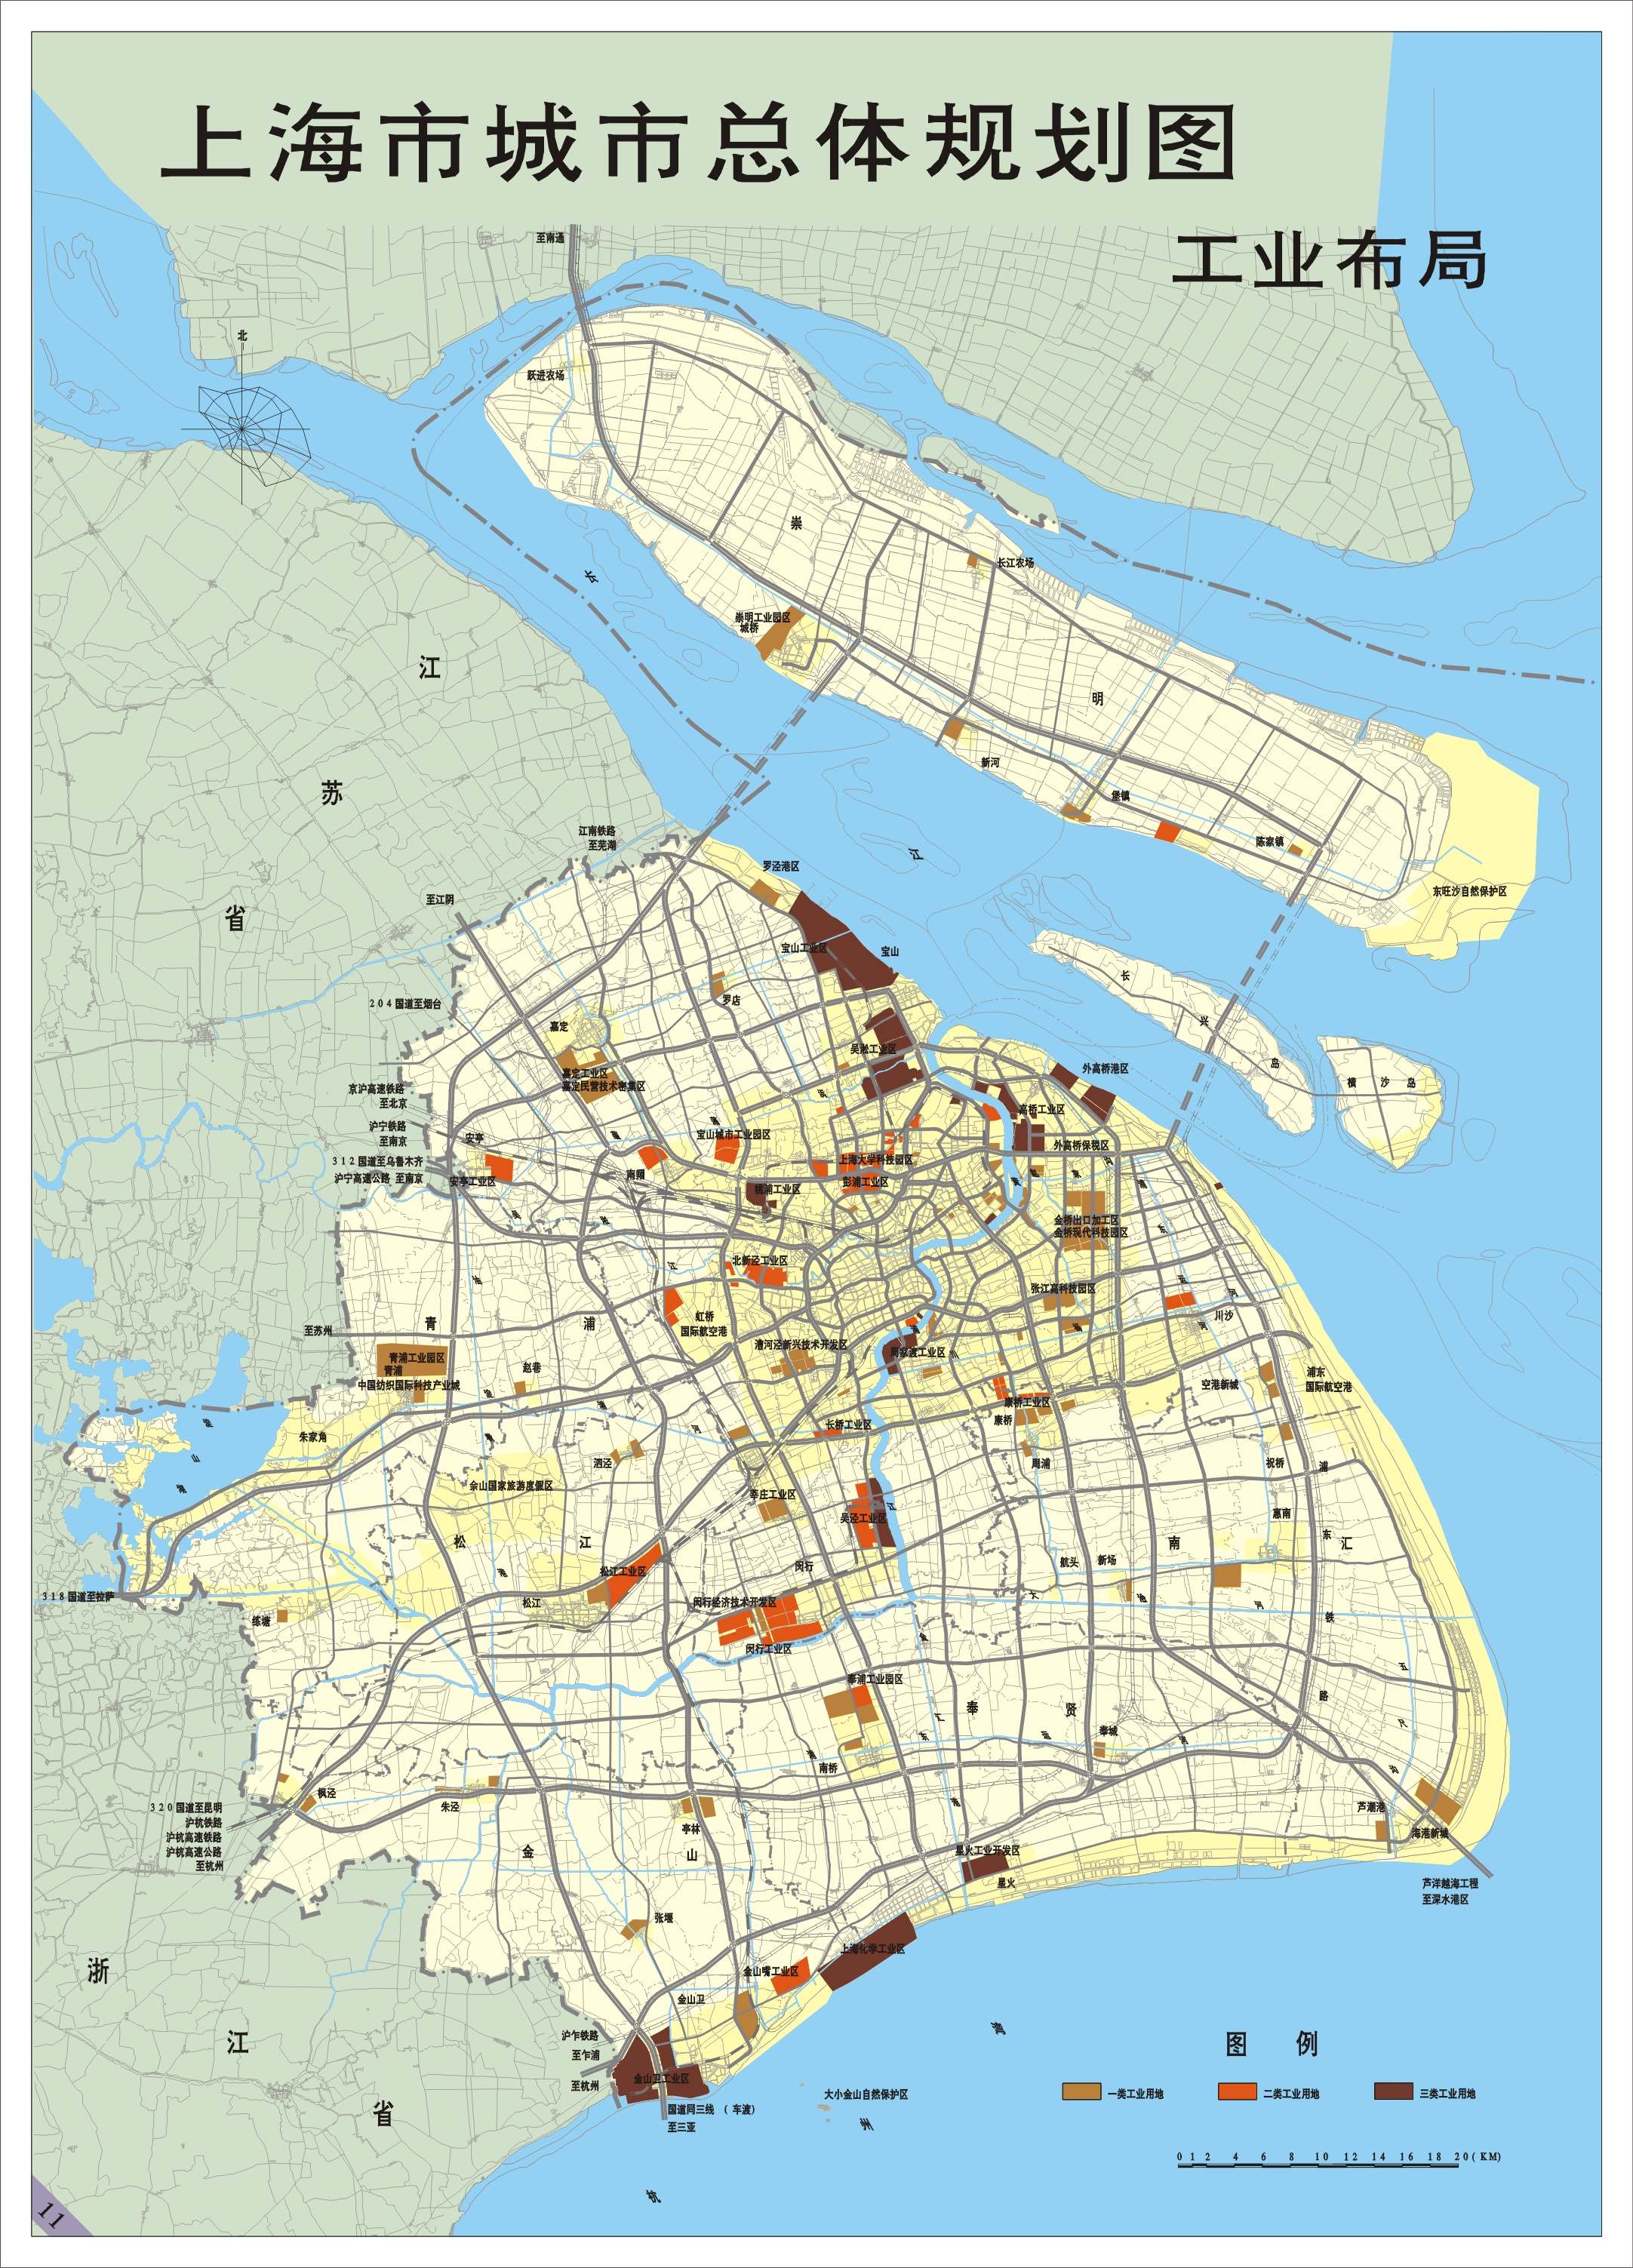 上海市城市总体规划图
工业布局
至南通
北
跃进农场
崇
长江农场
长
崇明工业园区
城桥
江
明
新河
苏
堡镇
江南铁路
至芜湖
陈家镇
江
罗泾港区
东旺沙自然保护区
至江阴
省
宝山工业区
宝山
长
204国道至烟台
罗店
兴
嘉定
吴淞工业区
岛
外高桥港区
嘉定工业区
嘉定民营技术密集区
横沙岛
京沪高速铁路
至北京
高桥工业区
沪宁铁路
至南京
安亭
宝山城市工业园区
外高桥保税区
312国道至乌鲁木齐
上海大学科技园区
沪宁高速公路 至南京
安亭工业区
南翔
桃浦工业区
彭浦工业区
金桥出口加工区
金桥现代科技园区
北新泾工业区
张江高科技园区
虹桥
国际航空港
川沙
至苏州
青
浦
漕河泾新兴技术开发区
周家渡工业区
青浦工业园区
青浦
中国纺织国际科技产业城
赵巷
浦东
国际航空港
空港新城
康桥工业区
康桥
长桥工业区
朱家角
泗泾
周浦
祝桥
浦
佘山国家旅游度假区
莘庄工业区
吴泾工业区
惠南
东
松
江
南
汇
闵行
航头
新场
松江工业区
318国道至拉萨
松江
闵行经济技术开发区
练塘
铁
闵行工业区
奉浦工业园区
路
奉
贤
奉城
南桥
枫泾
朱泾
320国道至昆明
沪杭铁路
沪杭高速铁路
沪杭高速公路
至杭州
芦潮港
亭林
海港新城
金
山
星火工业开发区
星火
芦洋越海工程
至深水港区
张堰
上海化学工业区
浙
金山嘴工业区
金山卫
江
沪乍铁路
至乍浦
至杭州
金山卫工业区
湾
图例
一类工业用地
二类工业用地
三类工业用地
大小金山自然保护区
省
国道同三线 (车渡)
至三亚
州
0 1 2 4 6 8 10 12 14 16 18 20(KM)
杭
11